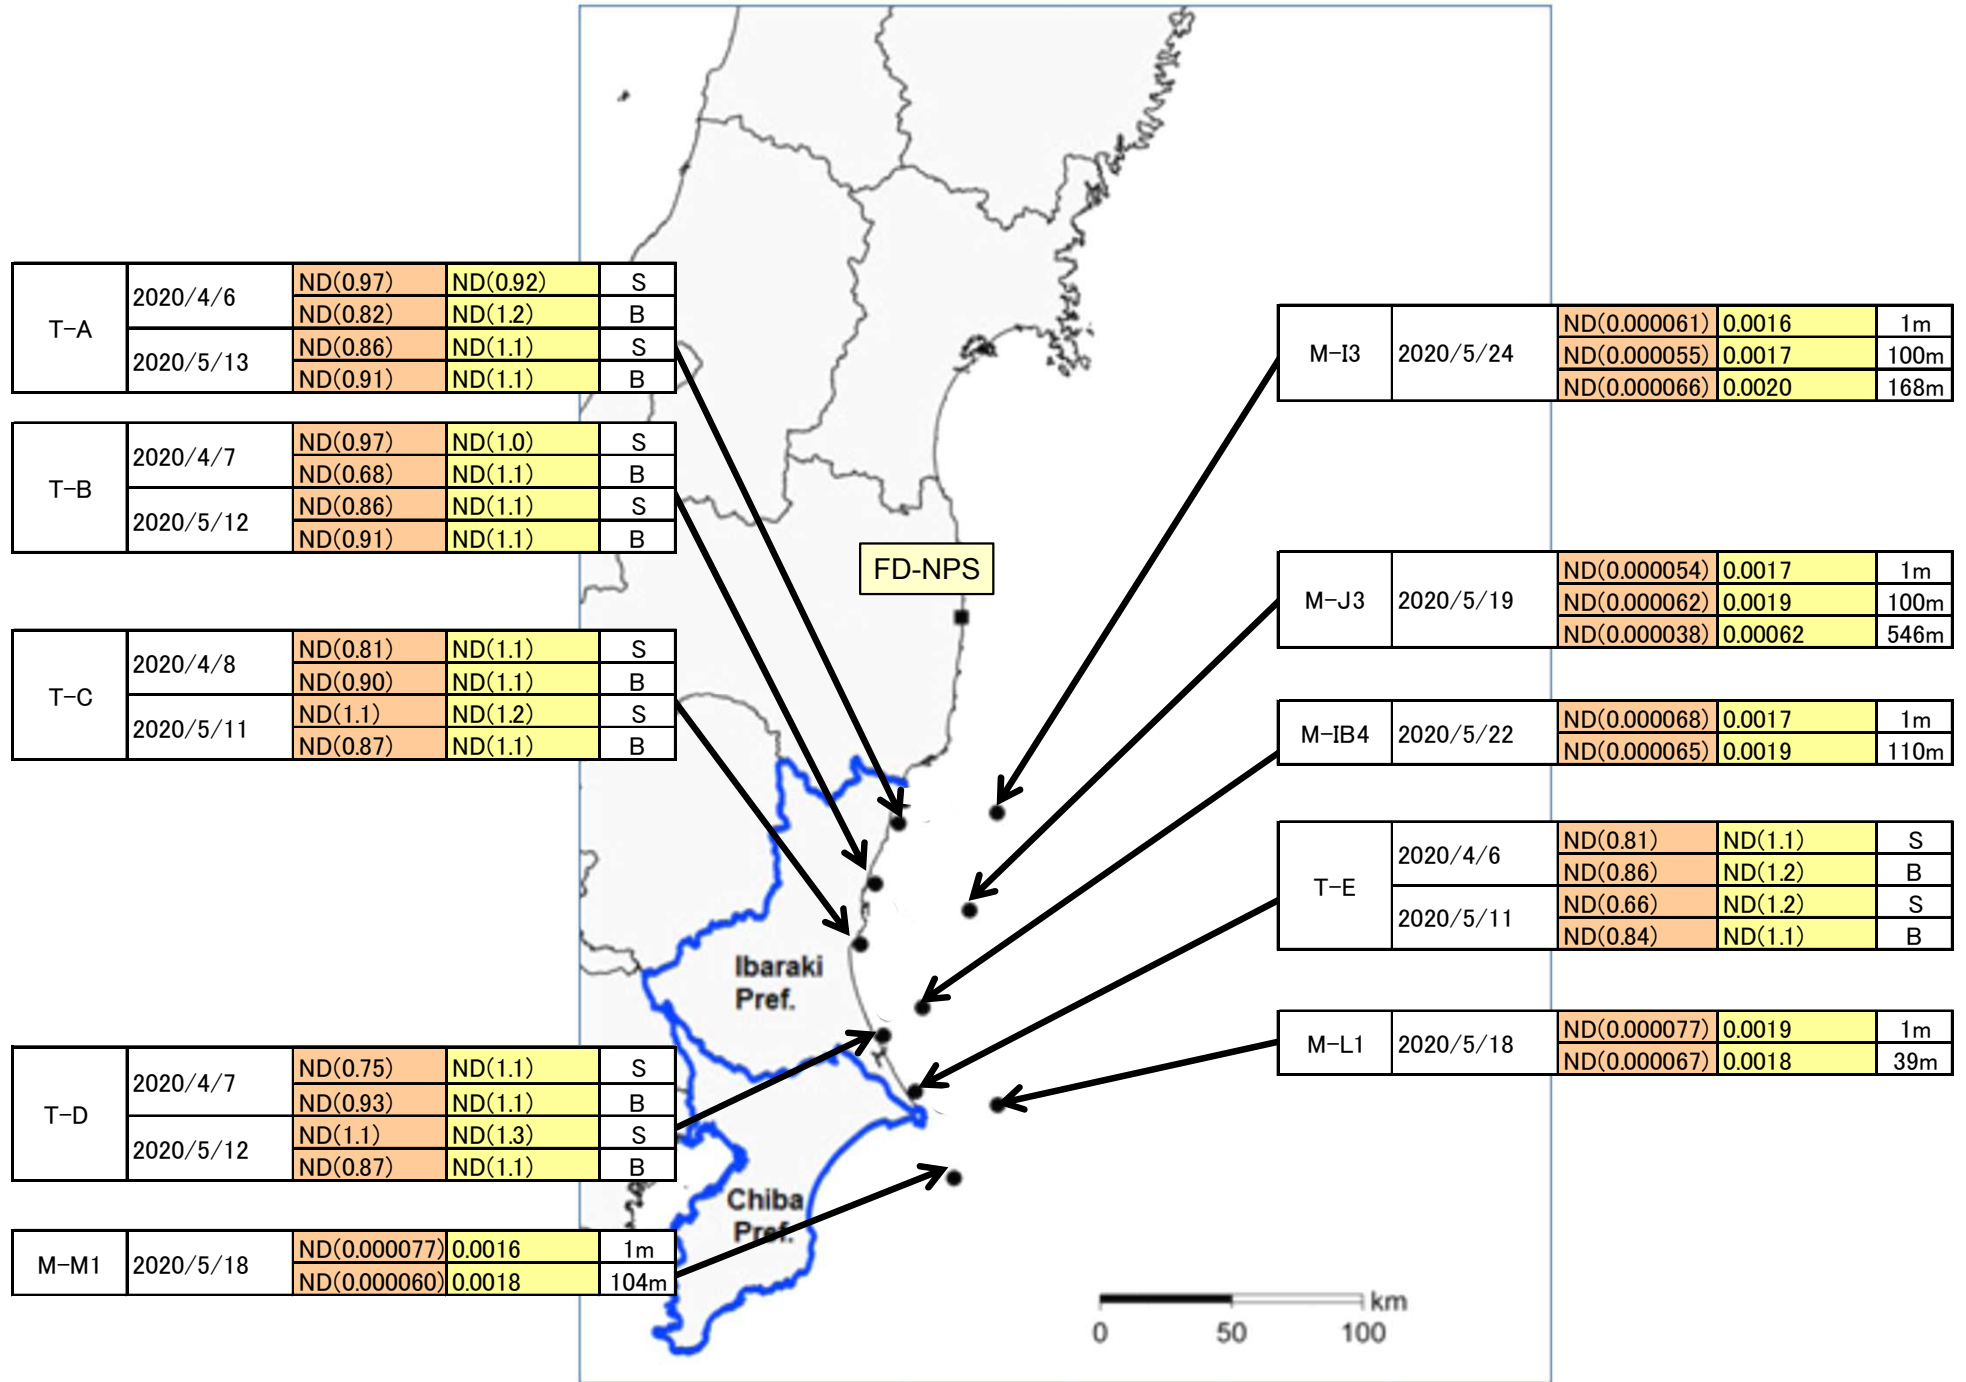 T-A 2020/4/6 ND(0.97) ND(0.92) S
ND(0.82) ND(1.2) B
2020/5/13 ND(0.86) ND(1.1) S
ND(0.91) ND(1.1) B
T-B 2020/4/7 ND(0.97) ND(1.0) S
ND(0.68) ND(1.1) B
2020/5/12 ND(0.86) ND(1.1) S
ND(0.91) ND(1.1) B
T-C 2020/4/8 ND(0.81) ND(1.1) S
ND(0.90) ND(1.1) B
2020/5/11 ND(1.1) ND(1.2) S
ND(0.87) ND(1.1) B
T-D 2020/4/7 ND(0.75) ND(1.1) S
ND(0.93) ND(1.1) B
2020/5/12 ND(1.1) ND(1.3) S
ND(0.87) ND(1.1) B
M-M1 2020/5/18 ND(0.000077) 0.0016 1m
ND(0.000060) 0.0018 104m
FD-NPS
Ibaraki
Pref.
Chiba
Pref.
M-I3 2020/5/24 ND(0.000061) 0.0016 1m
ND(0.000055) 0.0017 100m
ND(0.000066) 0.0020 168m
M-J3 2020/5/19 ND(0.000054) 0.0017 1m
ND(0.000062) 0.0019 100m
ND(0.000038) 0.00062 546m
M-IB4 2020/5/22 ND(0.000068) 0.0017 1m
ND(0.000065) 0.0019 110m
T-E 2020/4/6 ND(0.81) ND(1.1) S
ND(0.86) ND(1.2) B
2020/5/11 ND(0.66) ND(1.2) S
ND(0.84) ND(1.1) B
M-L1 2020/5/18 ND(0.000077) 0.0019 1m
ND(0.000067) 0.0018 39m
km
0 50 100